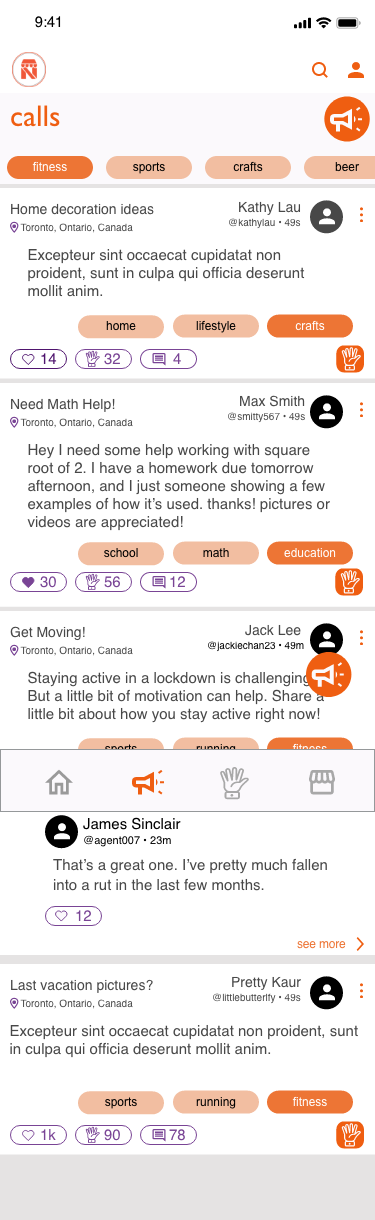 9:41
calls
fitness
sports
crafts
beer
Home decoration ideas
Kathy Lau
Toronto, Ontario, Canada
@kathylau • 49s
Excepteur sint occaecat cupidatat non
proident, sunt in culpa qui officia deserunt
mollit anim.
home
lifestyle
crafts
14
32
4
Need Math Help!
Max Smith
Toronto, Ontario, Canada
@smitty567 • 49s
Hey I need some help working with square
root of 2. I have a homework due tomorrow
afternoon, and I just someone showing a few
examples of how it's used. thanks! pictures or
videos are appreciated!
school
math
education
30
56
12
Get Moving!
Jack Lee
Toronto, Ontario, Canada
@jackiechan23 • 49m
Staying active in a lockdown is challenging
But a little bit of motivation can help. Share a
little bit about how you stay active right now!
sports
running
fitness
James Sinclair
@agent007 • 23m
That's a great one. I've pretty much fallen
into a rut in the last few months.
12
see more
Last vacation pictures?
Pretty Kaur
Toronto, Ontario, Canada
@littlebutterlfy • 49s
Excepteur sint occaecat cupidatat non proident, sunt
in culpa qui officia deserunt mollit anim.
sports
running
fitness
1k
90
78